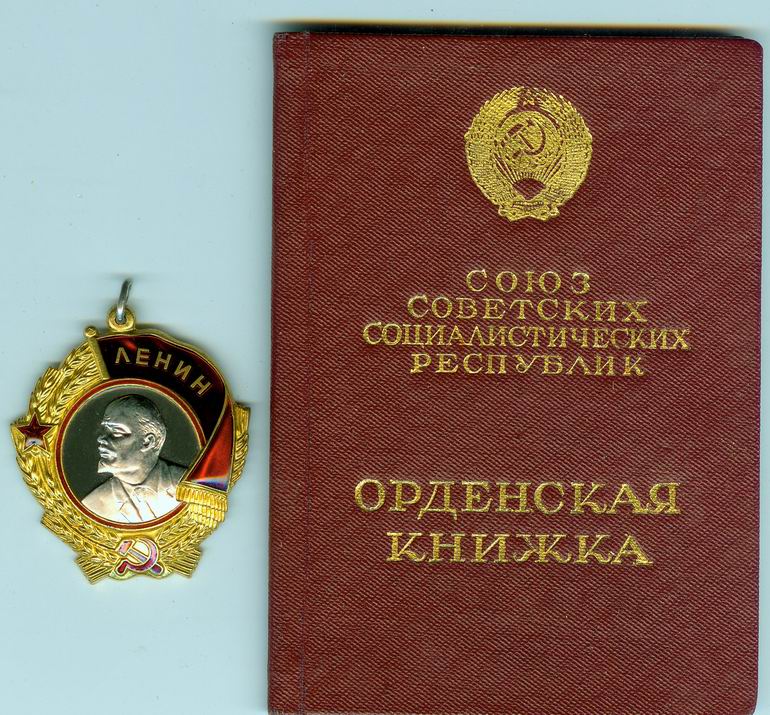 ЛЕНИН
СОЮЗ
СОВЕТСКИХ
СОЦИАЛИСТИЧЕСКИХ
РЕСПУБЛИК
ОРДЕНСКАЯ
КНИЖКА